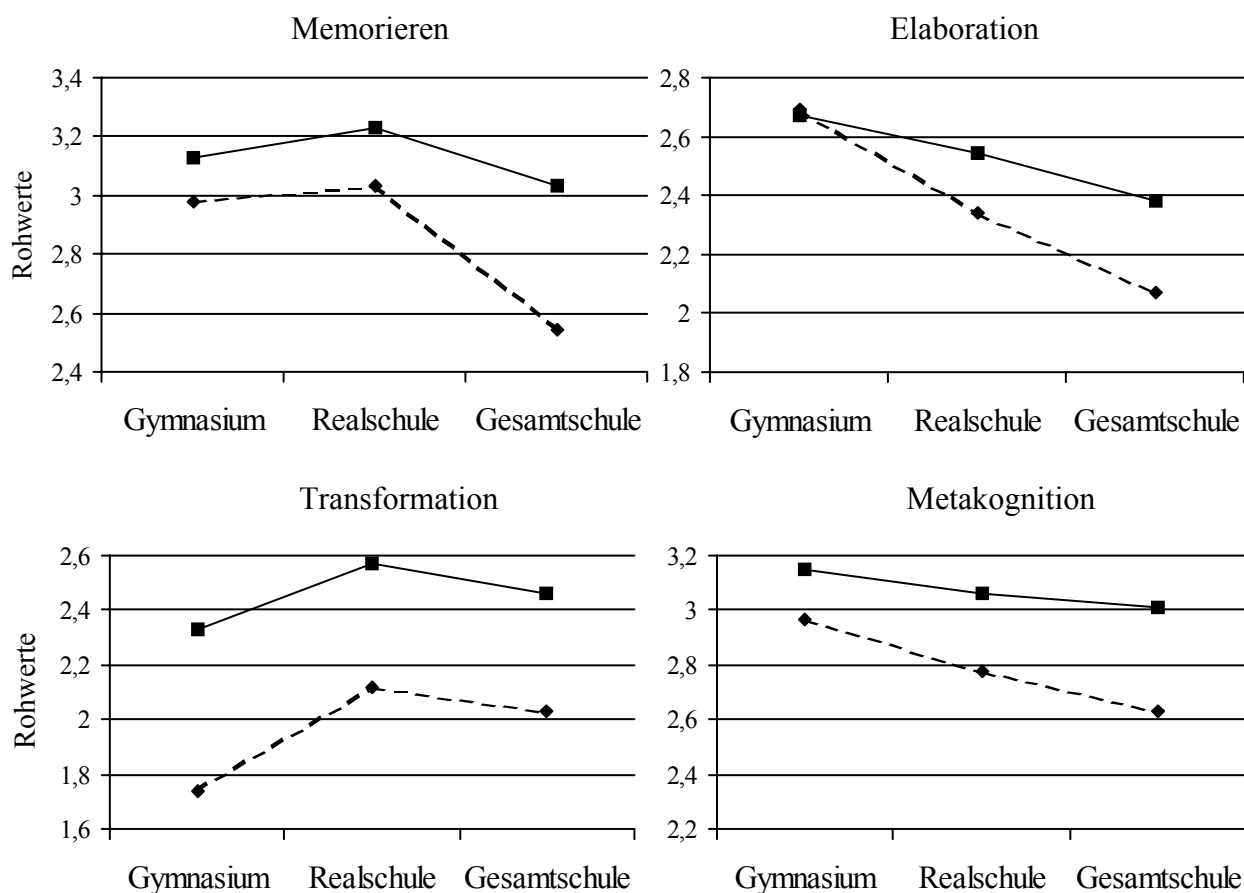 Memorieren
Elaboration
Rohwerte
3,4
3,2
3
2,8
2,6
2,4
2,8
2,6
2,4
2,2
2
1,8
Gymnasium Realschule Gesamtschule
Gymnasium Realschule Gesamtschule
Transformation
Metakognition
Rohwerte
2,6
2,4
2,2
2
1,8
1,6
3,2
3
2,8
2,6
2,4
2,2
Gymnasium Realschule Gesamtschule
Gymnasium Realschule Gesamtschule